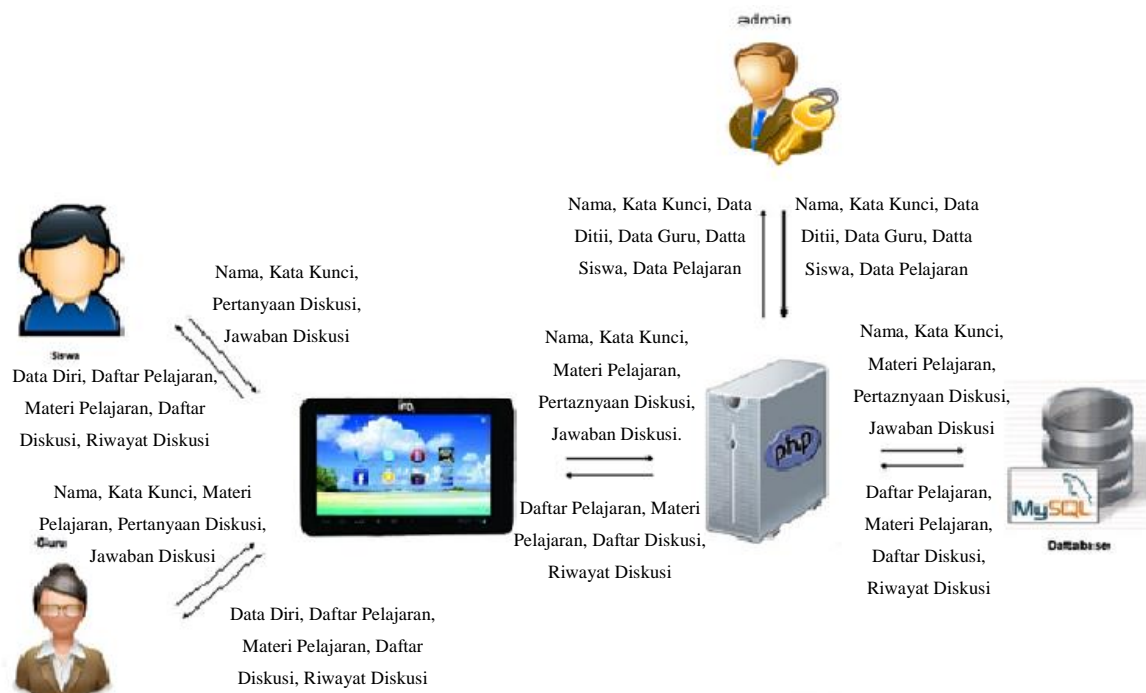 admin
Nama, Kata Kunci, Data
Ditii, Data Guru, Datta
Siswa, Data Pelajaran
Nama, Kata Kunci, Data
Ditii, Data Guru, Datta
Siswa, Data Pelajaran
Nama, Kata Kunci,
Pertanyaan Diskusi,
Jawaban Diskusi
Siswa
Data Diri, Daftar Pelajaran,
Materi Pelajaran, Daftar
Diskusi, Riwayat Diskusi
Nama, Kata Kunci,
Materi Pelajaran,
Pertaznyaan Diskusi,
Jawaban Diskusi.
Nama, Kata Kunci,
Materi Pelajaran,
Pertaznyaan Diskusi,
Jawaban Diskusi
php
Daftar Pelajaran, Materi
Pelajaran, Daftar Diskusi,
Riwayat Diskusi
Daftar Pelajaran,
Materi Pelajaran,
Daftar Diskusi,
Riwayat Diskusi
MySQL
Dattabaser
Nama, Kata Kunci, Materi
Pelajaran, Pertanyaan Diskusi,
Jawaban Diskusi
Guru
Data Diri, Daftar Pelajaran,
Materi Pelajaran, Daftar
Diskusi, Riwayat Diskusi